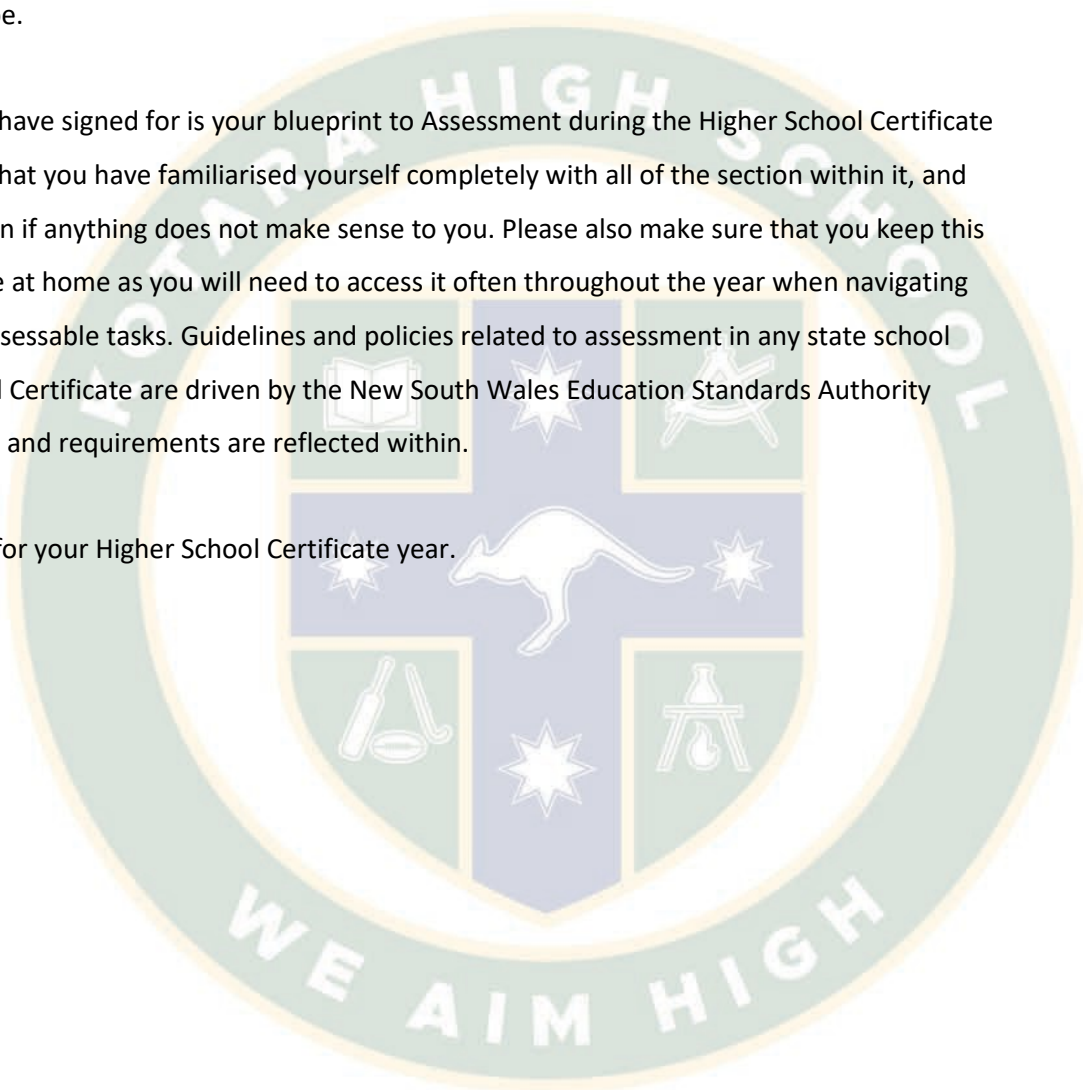 e.
have signed for is your blueprint to Assessment during the Higher School Certificate
hat you have familiarised yourself completely with all of the section within it, and
n if anything does not make sense to you. Please also make sure that you keep this
e at home as you will need to access it often throughout the year when navigating
sessable tasks. Guidelines and policies related to assessment in any state school
l Certificate are driven by the New South Wales Education Standards Authority
and requirements are reflected within.
for your Higher School Certificate year.
KOTARA HIGH SCHOOL
WE AIM HIGH